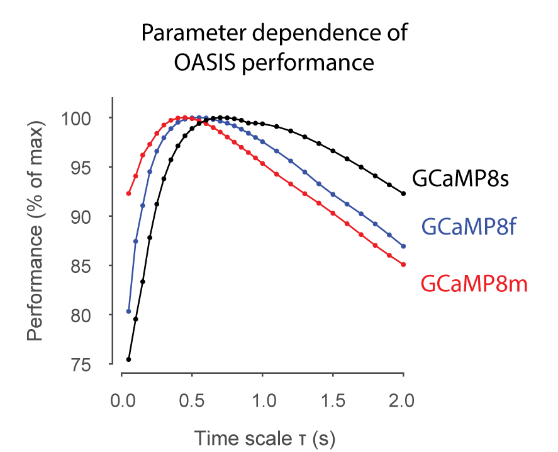 Parameter dependence of
OASIS performance
Performance (% of max)
100
95
90
85
80
75
GCaMP8s
GCaMP8f
GCaMP8m
0.0 0.5 1.0 1.5 2.0
Time scale τ (s)